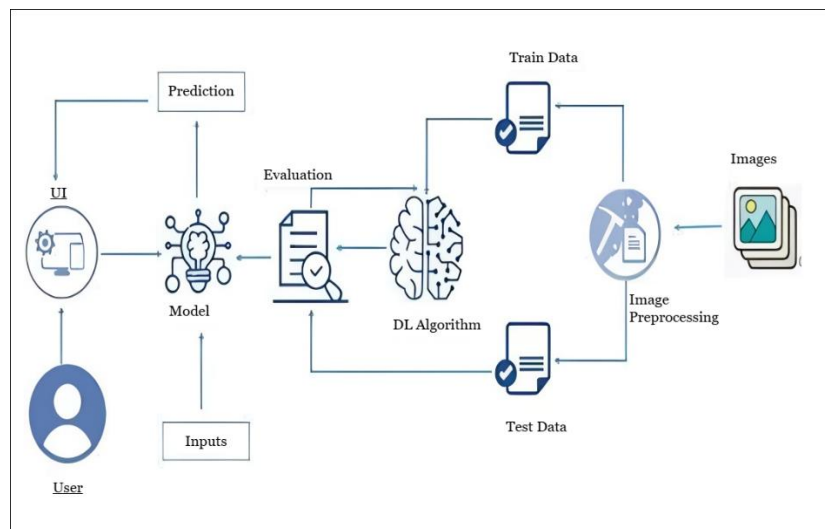 Train Data
Prediction
Images
Evaluation
UI
Model
DL Algorithm
Image
Preprocessing
Inputs
Test Data
User